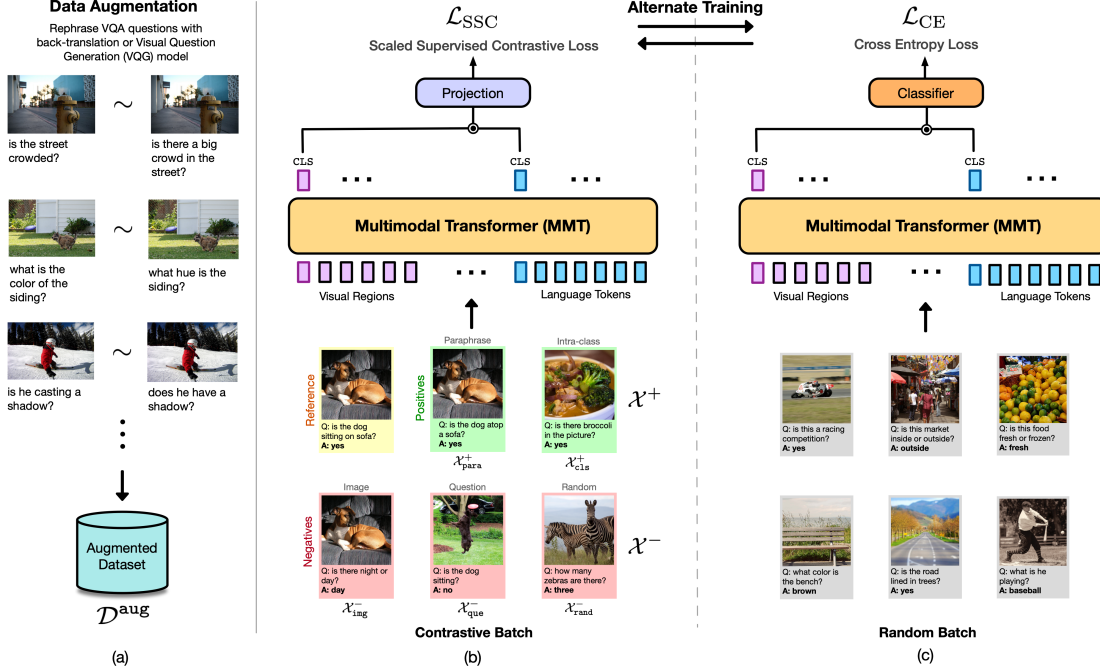 Data Augmentation
Rephrase VQA questions with
back-translation or Visual Question
Generation (VQG) model
∼
is the street
crowded?
is there a big
crowd in the
street?
∼
what is the
color of the
siding?
what hue is the
siding?
∼
is he casting a
shadow?
does he have a
shadow?
Augmented
Dataset
𝒟^aug
(a)
ℒ_SSC
Scaled Supervised Contrastive Loss
Projection
CLS
CLS
Multimodal Transformer (MMT)
Visual Regions
Language Tokens
Reference
Q: is the dog
sitting on sofa?
A: yes
Positives
Paraphrase
Q: is the dog atop
a sofa?
A: yes
𝒳^+_para
Intra-class
Q: is there broccoli
in the picture?
A: yes
𝒳^+_cls
𝒳^+
Negatives
Image
Q: is there night or
day?
A: day
𝒳^-_img
Question
Q: is the dog
sitting?
A: no
𝒳^-_que
Random
Q: how many
zebras are there?
A: three
𝒳^-_rand
𝒳^-
Contrastive Batch
(b)
Alternate Training
ℒ_CE
Cross Entropy Loss
Classifier
CLS
CLS
Multimodal Transformer (MMT)
Visual Regions
Language Tokens
Q: is this a racing
competition?
A: yes
Q: is this market
inside or outside?
A: outside
Q: is this food
fresh or frozen?
A: fresh
Q: what color is
the bench?
A: brown
Q: is the road
lined in trees?
A: yes
Q: what is he
playing?
A: baseball
Random Batch
(c)